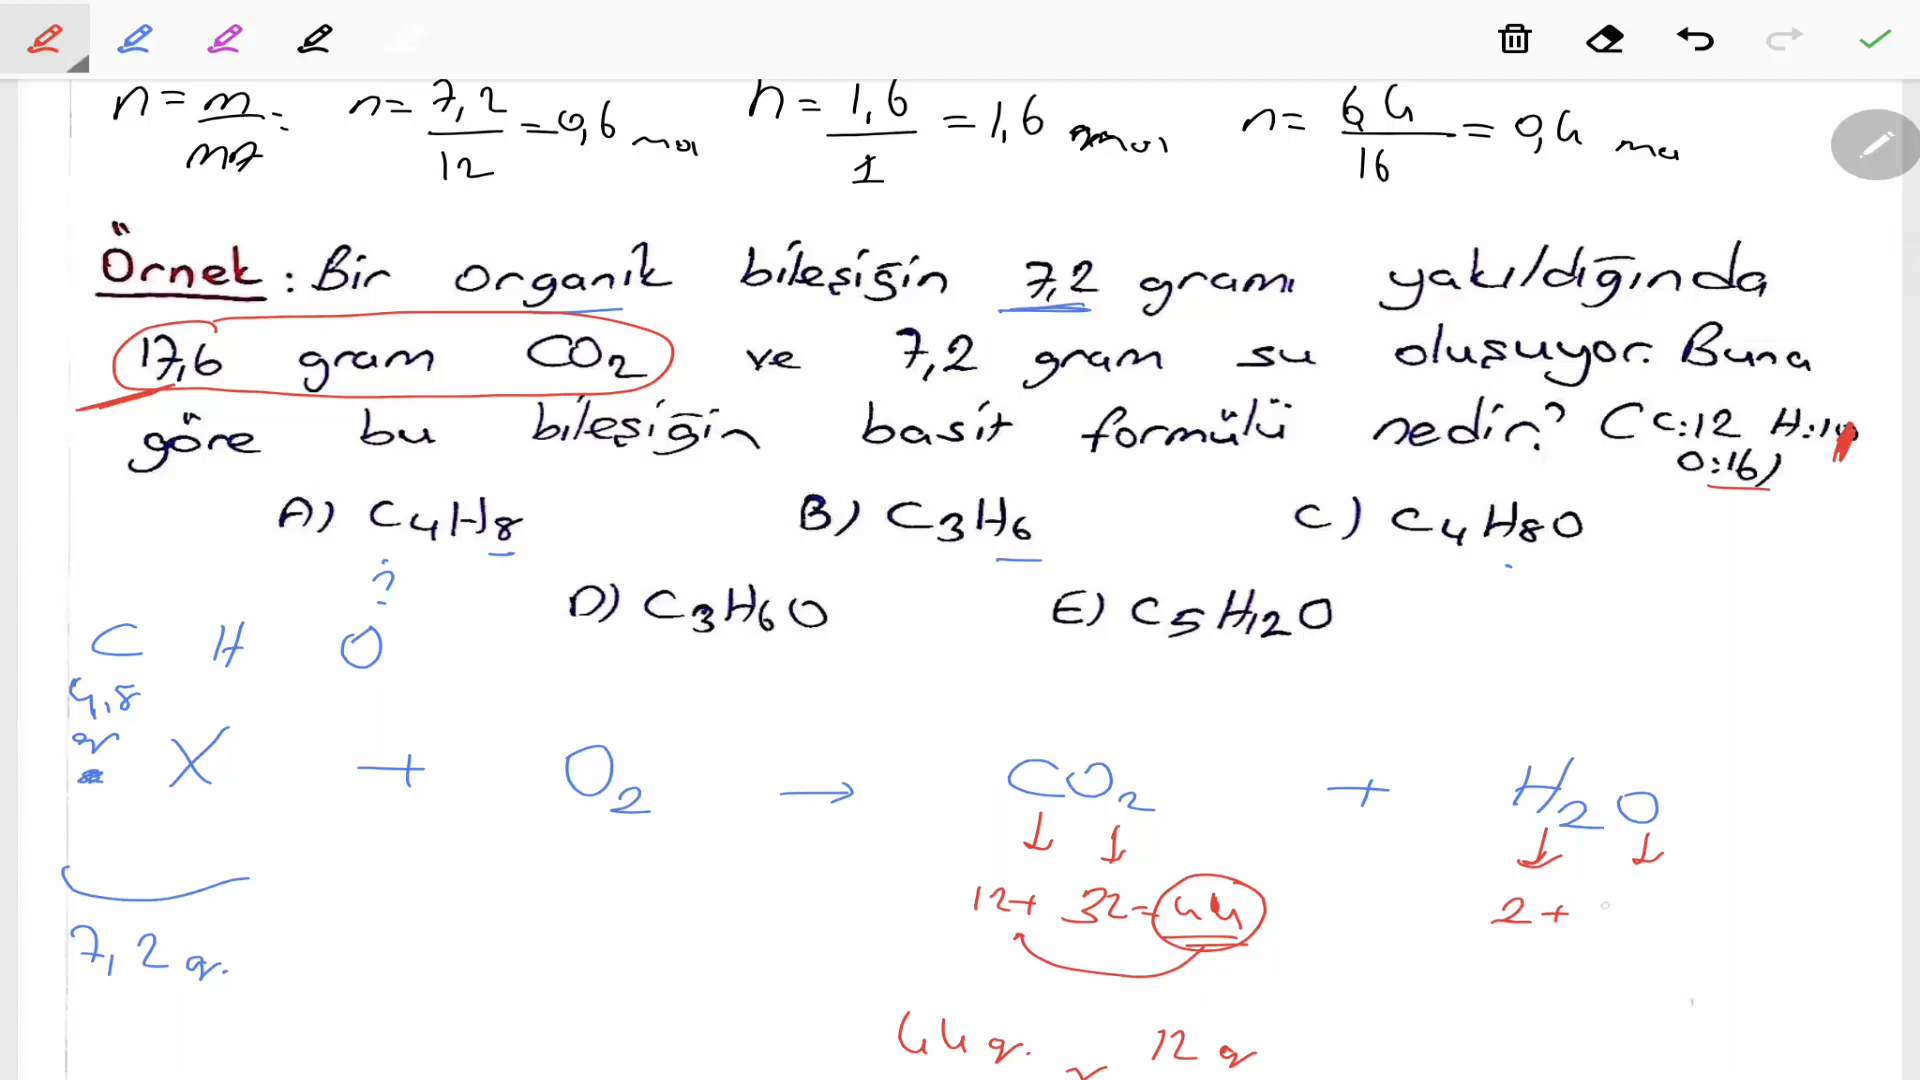 n = m/mA = n = 7,2/12 = 0,6 mol n = 1,6/1 = 1,6 mol n = 6,4/16 = 0,4 mol
Örnek : Bir organik bileşiğin 7,2 gramı yakıldığında
17,6 gram CO2 ve 7,2 gram su oluşuyor. Buna
göre bu bileşiğin basit formülü nedir? (C:12 H:1
O:16)
A) C4H8 B) C3H6 C) C4H8O
D) C3H6O E) C5H12O
?
C H O
4,8
g X + O2 → CO2 + H2O
12+ 32=44 2+
7,2 g.
44 g. 12 g